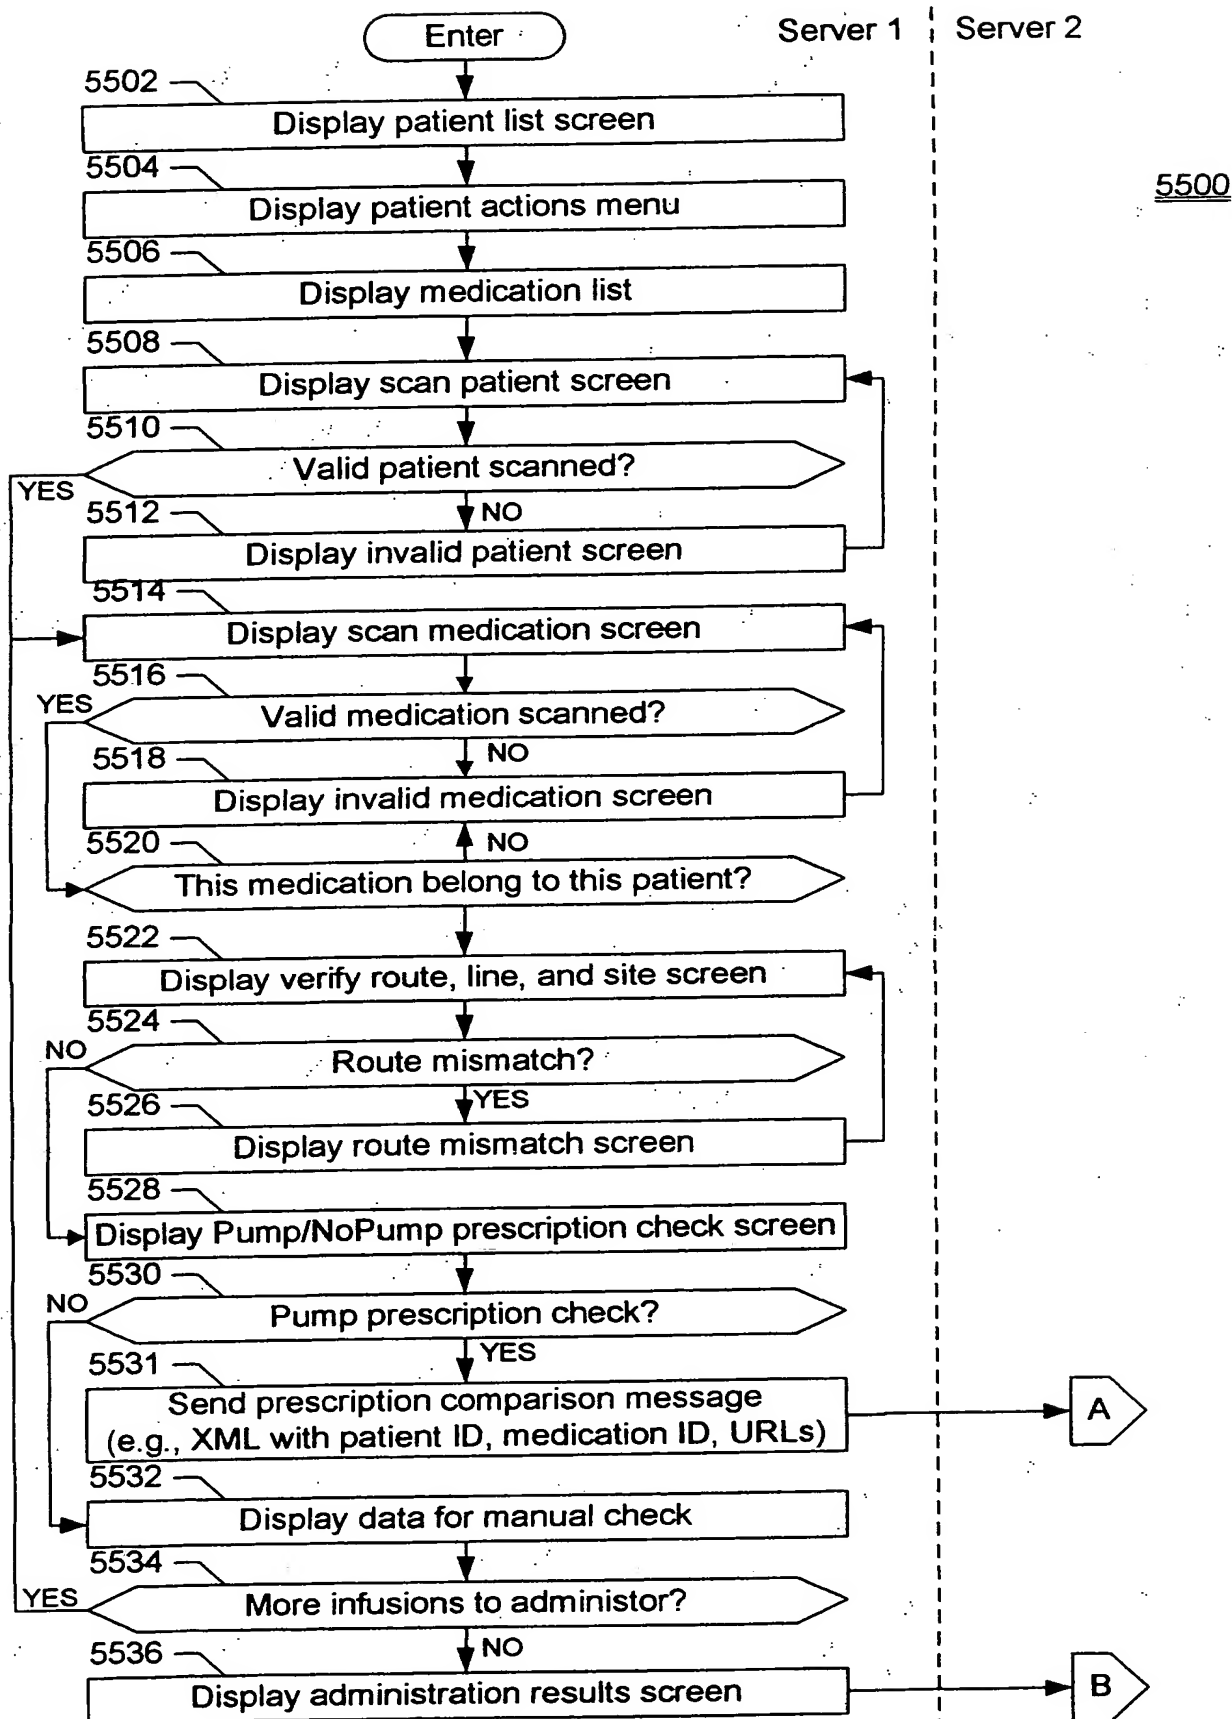 Enter
Server 1
Server 2
5500
5502
Display patient list screen
5504
Display patient actions menu
5506
Display medication list
5508
Display scan patient screen
5510
Valid patient scanned?
YES
NO
5512
Display invalid patient screen
5514
Display scan medication screen
5516
YES
Valid medication scanned?
NO
5518
Display invalid medication screen
NO
5520
This medication belong to this patient?
5522
Display verify route, line, and site screen
5524
NO
Route mismatch?
YES
5526
Display route mismatch screen
5528
Display Pump/NoPump prescription check screen
5530
NO
Pump prescription check?
YES
5531
Send prescription comparison message
(e.g., XML with patient ID, medication ID, URLs)
A
5532
Display data for manual check
5534
YES
More infusions to administor?
NO
5536
Display administration results screen
B